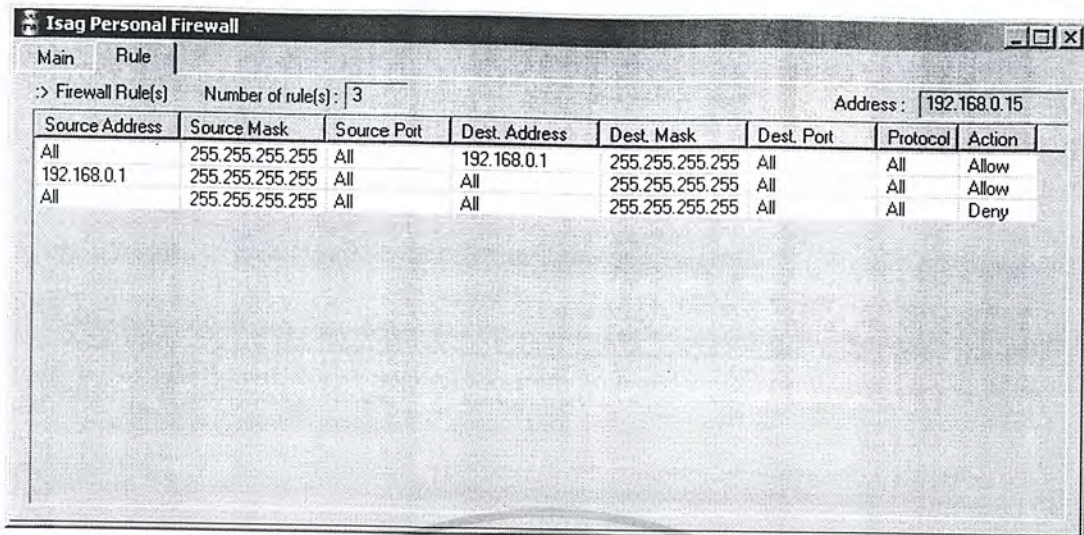 Isag Personal Firewall
Main Rule
:> Firewall Rule(s) Number of rule(s) : 3 Address : 192.168.0.15
Source Address Source Mask Source Port Dest. Address Dest. Mask Dest. Port Protocol Action
All 255.255.255.255 All 192.168.0.1 255.255.255.255 All All Allow
192.168.0.1 255.255.255.255 All All 255.255.255.255 All All Allow
All 255.255.255.255 All All 255.255.255.255 All All Deny